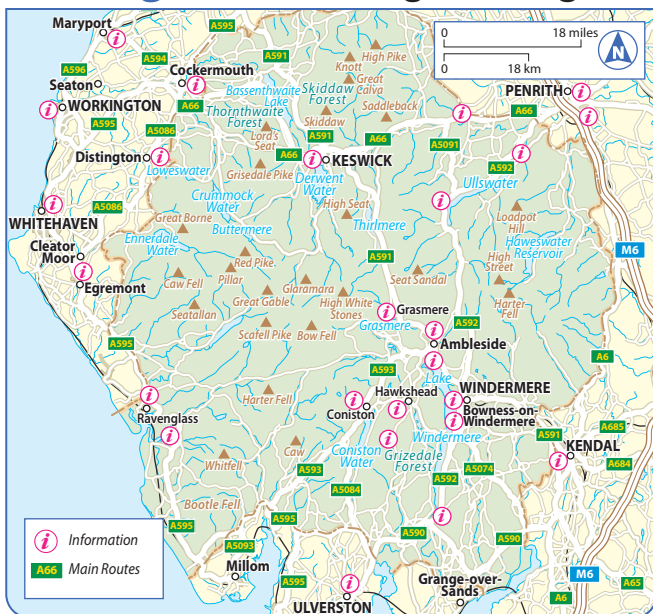 Maryport
A595
A594
A591
High Pike
Knott
Great
Calva
0 18 miles
0 18 km
N
A596
Seaton
Cockermouth
Bassenthwaite
Lake
Skiddaw
Forest
Saddleback
PENRITH
WORKINGTON
A66
Thornthwaite
Forest
Skiddaw
A66
A595
A5086
Lord's
Seat
A591
A66
A5091
Distington
A66
KESWICK
A592
Loweswater
Grisedale Pike
Derwent
Water
Ullswater
Crummock
Water
A5086
WHITEHAVEN
Great Borne
Buttermere
High Seat
Thirlmere
Loadpot
Hill
Cleator
Moor
Ennerdale
Water
Haweswater
Reservoir
M6
Red Pike
A591
High
Street
Caw Fell
Pillar
Seat Sandal
Egremont
Great Gable
Glaramara
High White
Stones
Harter
Fell
Seatallan
Grasmere
Scafell Pike
Bow Fell
Grasmere
A592
A595
Ambleside
A6
A593
Lake
Harter Fell
Hawkshead
WINDERMERE
Ravenglass
Coniston
Bowness-on-
Windermere
A685
Caw
Coniston
Water
Windermere
A591
KENDAL
Whitfell
Grizedale
Forest
A684
A593
A592
A5074
Bootle Fell
A5084
A595
A595
A590
A590
i Information
A66 Main Routes
A5093
Millom
A595
Grange-over-
Sands
M6
A65
A6
ULVERSTON